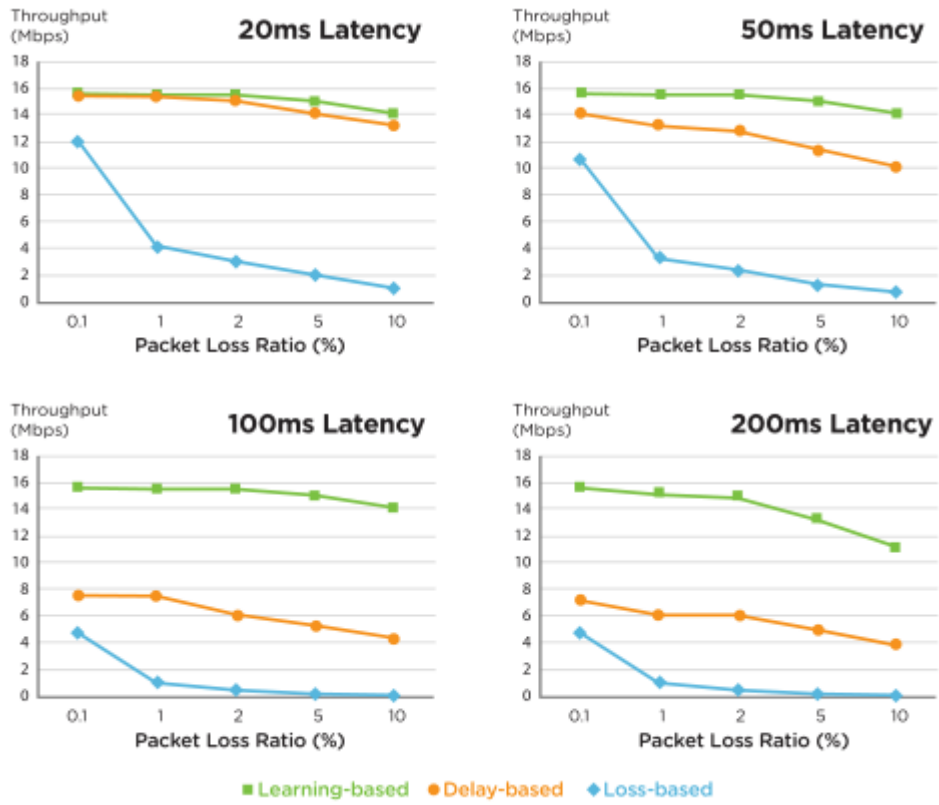 Throughput
(Mbps)
20ms Latency
18
16
14
12
10
8
6
4
2
0
0.1 1 2 5 10
Packet Loss Ratio (%)
Throughput
(Mbps)
50ms Latency
18
16
14
12
10
8
6
4
2
0
0.1 1 2 5 10
Packet Loss Ratio (%)
Throughput
(Mbps)
100ms Latency
18
16
14
12
10
8
6
4
2
0
0.1 1 2 5 10
Packet Loss Ratio (%)
Throughput
(Mbps)
200ms Latency
18
16
14
12
10
8
6
4
2
0
0.1 1 2 5 10
Packet Loss Ratio (%)
Learning-based Delay-based Loss-based